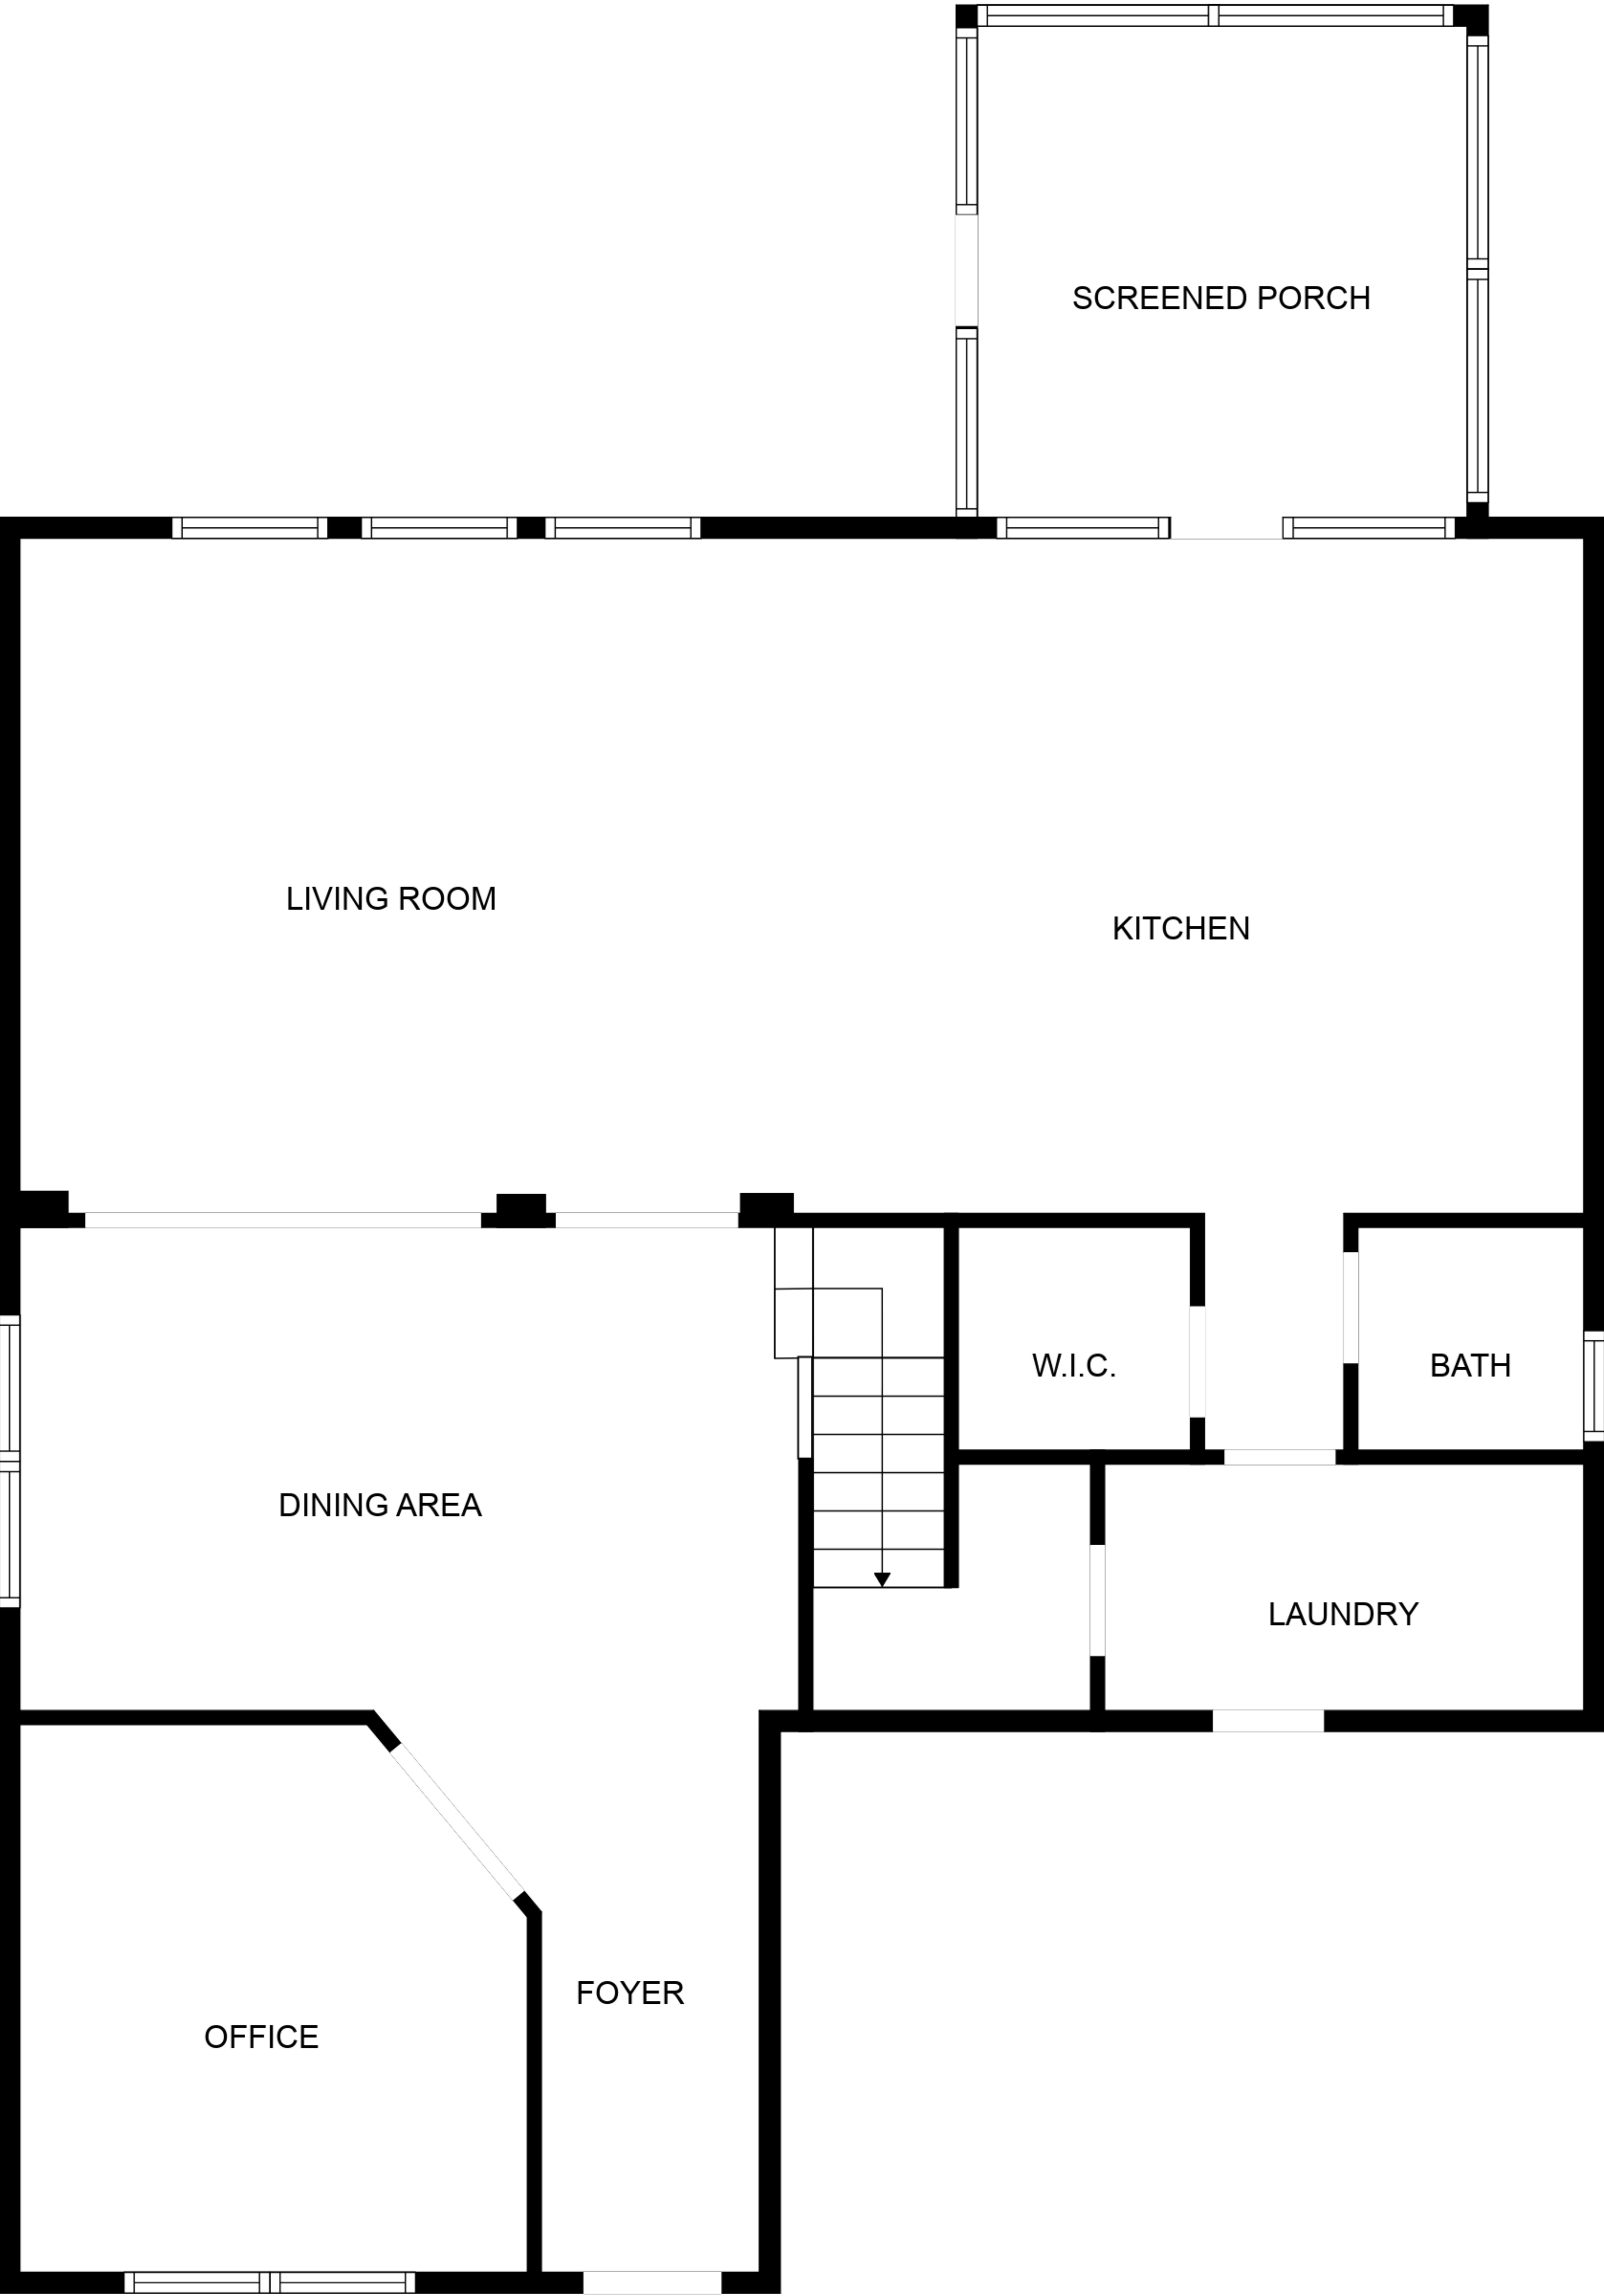 SCREENED PORCH
LIVING ROOM
KITCHEN
W.I.C.
BATH
DINING AREA
LAUNDRY
FOYER
OFFICE